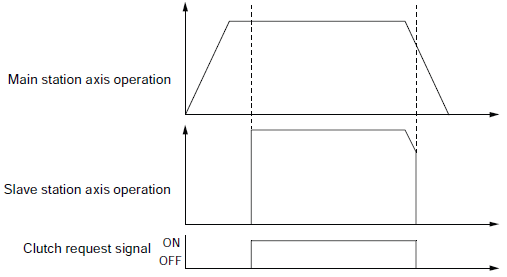 Main station axis operation
Slave station axis operation
Clutch request signal ON
OFF